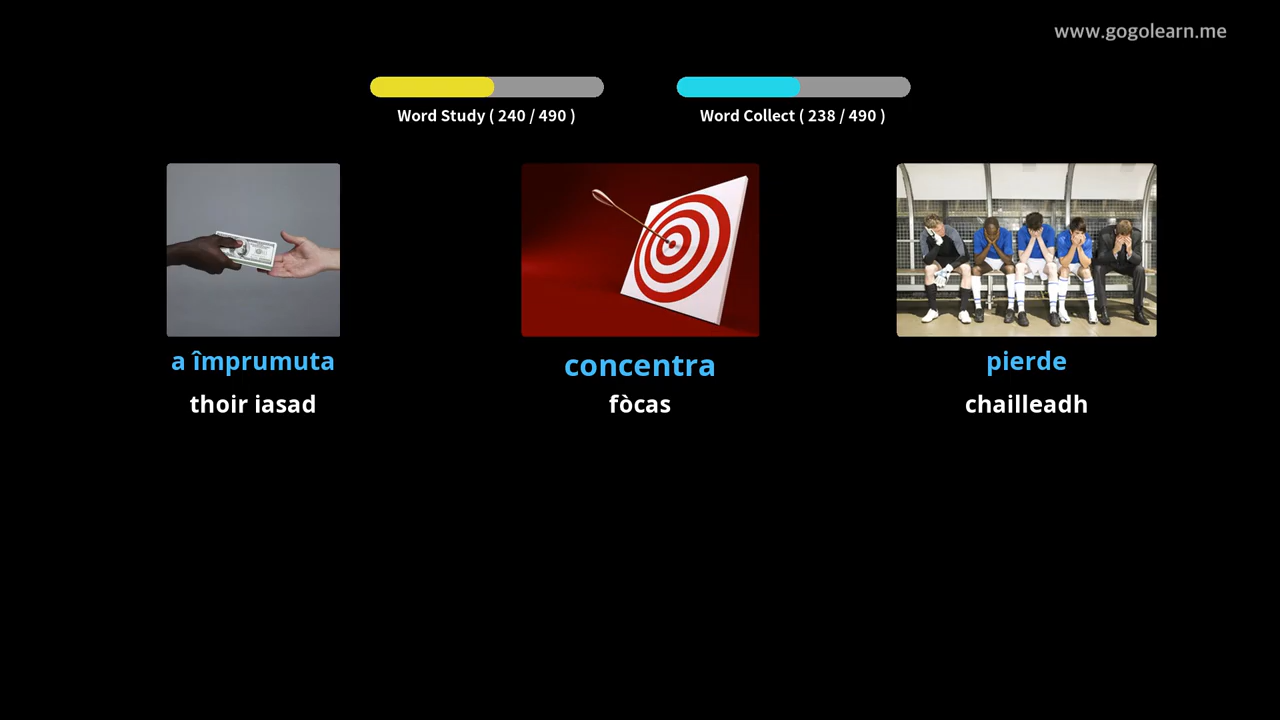 www.gogolearn.me
Word Study ( 240 / 490 )
Word Collect ( 238 / 490 )
a împrumuta
concentra
pierde
thoir iasad
fòcas
chailleadh